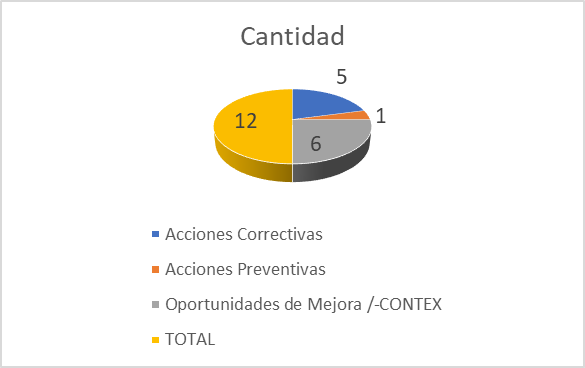 Cantidad
5
1
6
12
Acciones Correctivas
Acciones Preventivas
Oportunidades de Mejora /-CONTEX
TOTAL